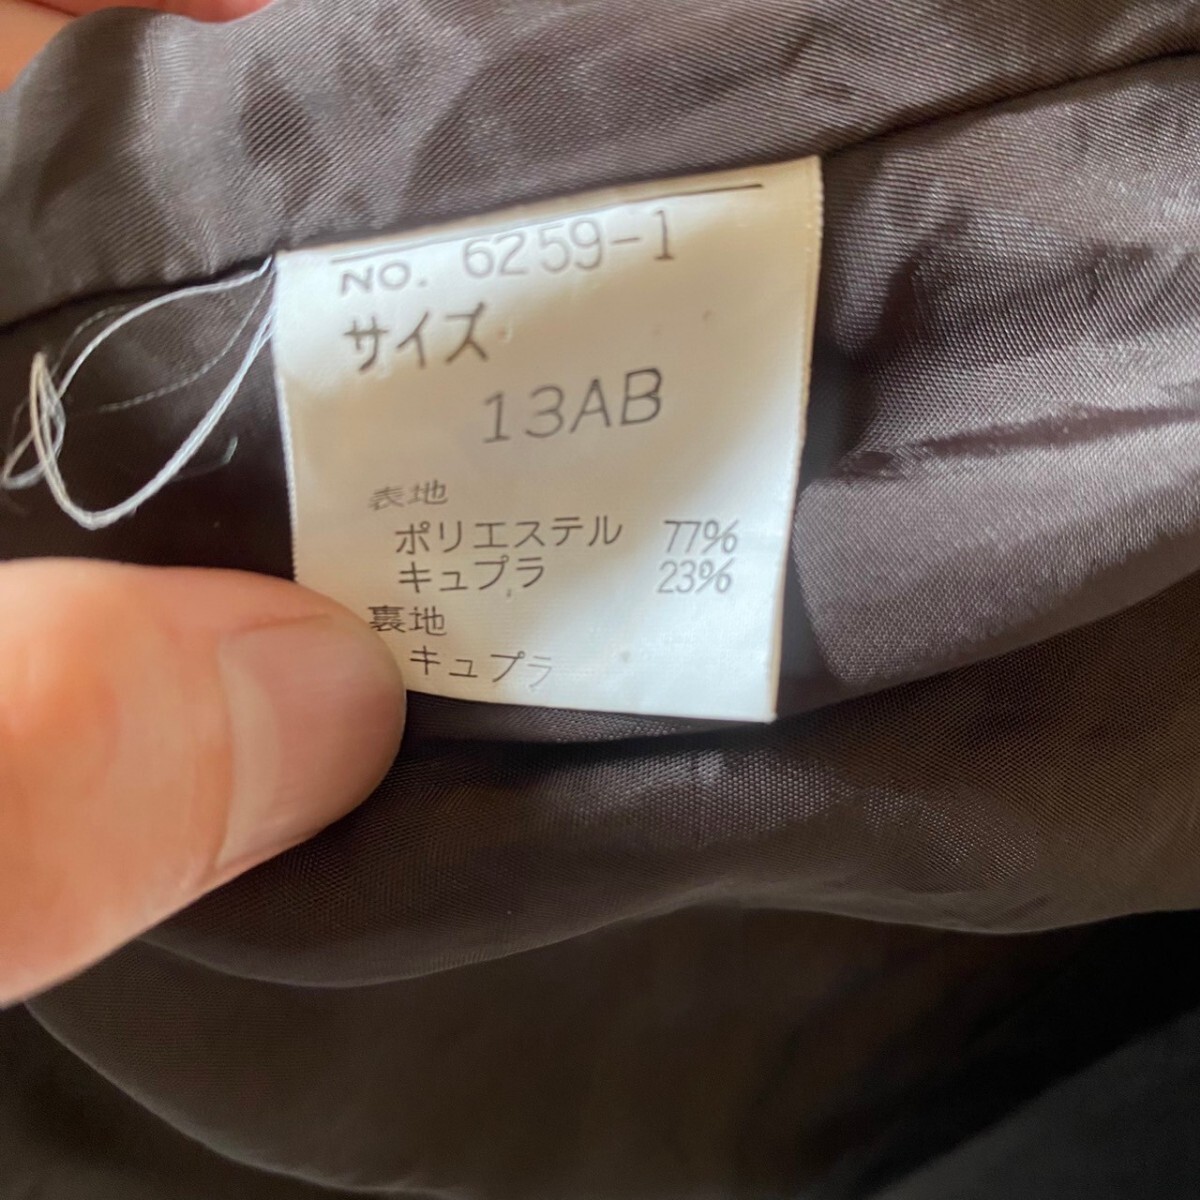 NO. 6259-1
サイズ
13AB
表地
ポリエステル 77%
キュプラ 23%
裏地
キュプラ